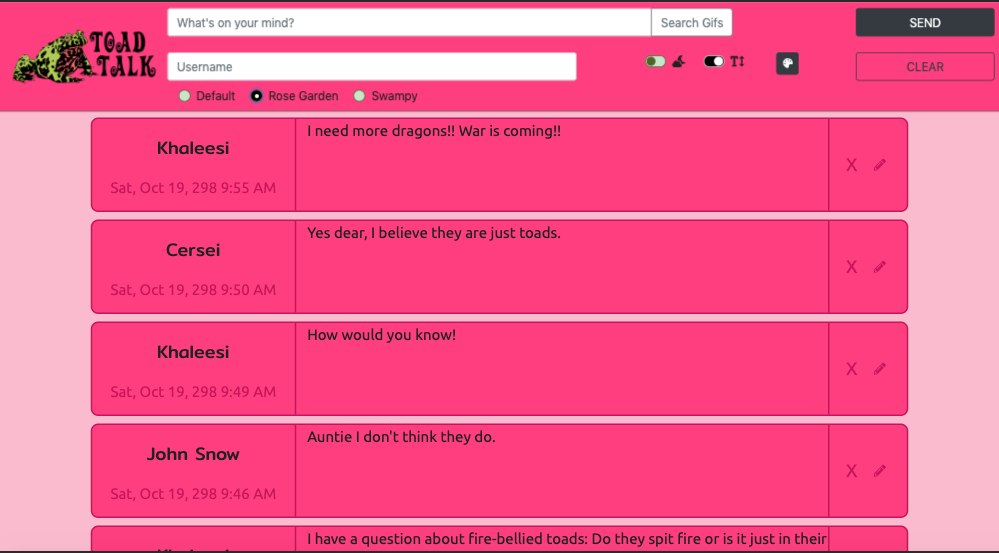 What's on your mind?
Search Gifs
SEND
TOAD
TALK
Username
T
CLEAR
Default
Rose Garden
Swampy
Khaleesi
I need more dragons!! War is coming!!
Sat, Oct 19, 298 9:55 AM
X
Cersei
Yes dear, I believe they are just toads.
Sat, Oct 19, 298 9:50 AM
X
Khaleesi
How would you know!
Sat, Oct 19, 298 9:49 AM
X
John Snow
Auntie I don't think they do.
Sat, Oct 19, 298 9:46 AM
X
I have a question about fire-bellied toads: Do they spit fire or is it just in their